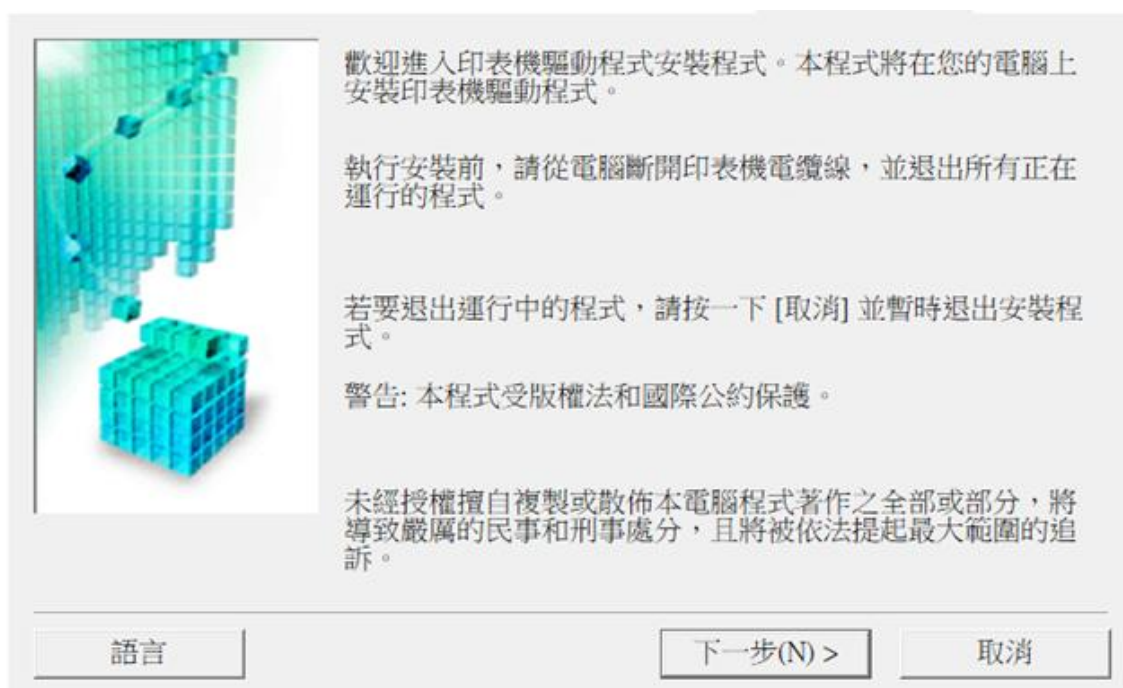 歡迎進入印表機驅動程式安裝程式。本程式將在您的電腦上
安裝印表機驅動程式。
執行安裝前，請從電腦斷開印表機電纜線，並退出所有正在
運行的程式。
若要退出運行中的程式，請按一下 [取消] 並暫時退出安裝程
式。
警告: 本程式受版權法和國際公約保護。
未經授權擅自複製或散佈本電腦程式著作之全部或部分，將
導致嚴厲的民事和刑事處分，且將被依法提起最大範圍的追
訴。
語言
下一步(N) >
取消